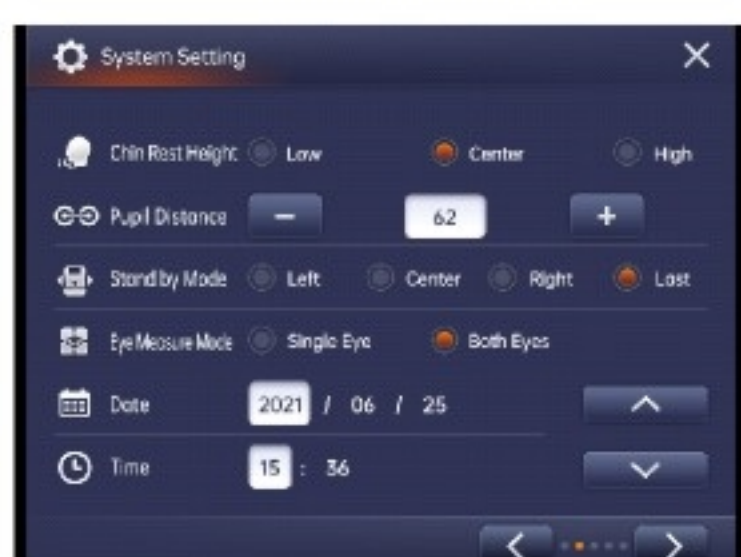 System Setting
Chin Rest Height Low Center High
Pupil Distance 62
Stand by Mode Left Center Right Last
Eye Measure Mode Single Eye Both Eyes
Date 2021 / 06 / 25
Time 15 : 36